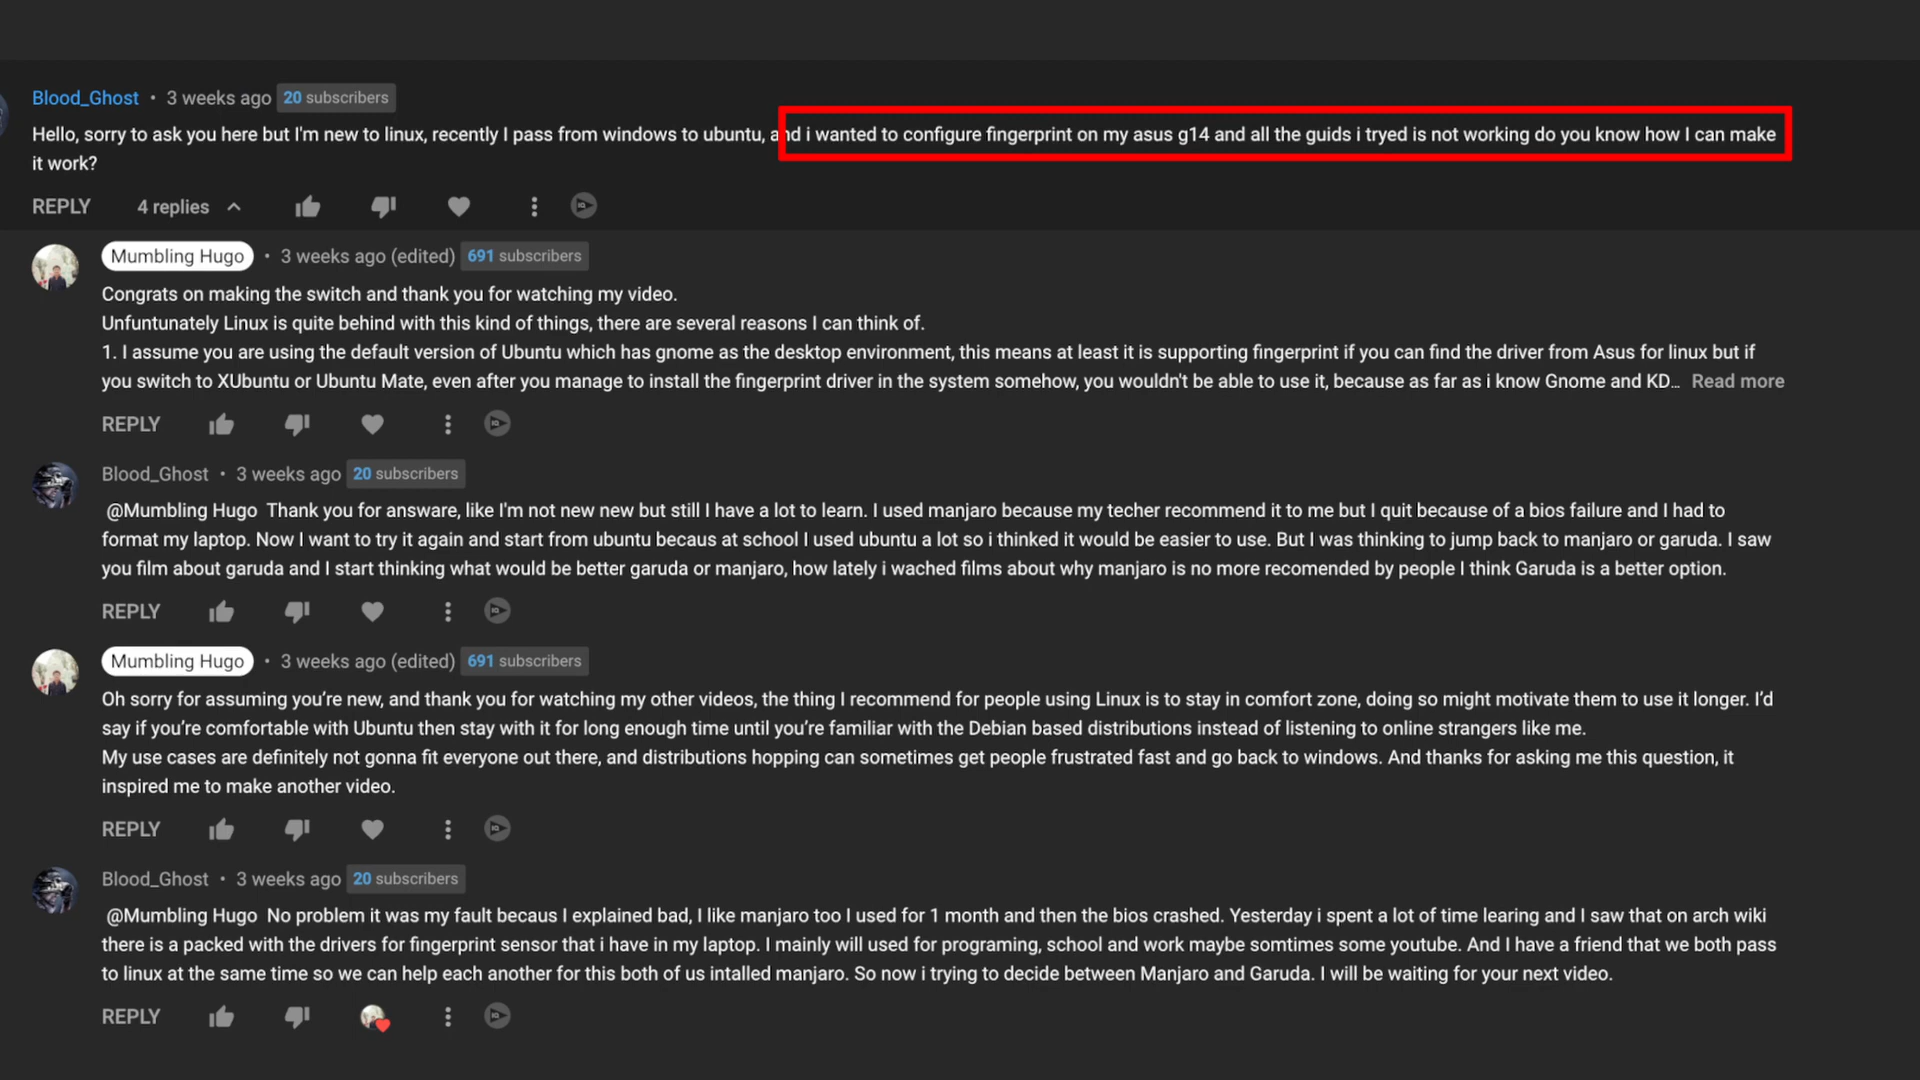 Blood_Ghost • 3 weeks ago 20 subscribers
Hello, sorry to ask you here but I'm new to linux, recently I pass from windows to ubuntu, and i wanted to configure fingerprint on my asus g14 and all the guids i tryed is not working do you know how I can make
it work?
REPLY 4 replies
Mumbling Hugo • 3 weeks ago (edited) 691 subscribers
Congrats on making the switch and thank you for watching my video.
Unfuntunately Linux is quite behind with this kind of things, there are several reasons I can think of.
1. I assume you are using the default version of Ubuntu which has gnome as the desktop environment, this means at least it is supporting fingerprint if you can find the driver from Asus for linux but if
you switch to XUbuntu or Ubuntu Mate, even after you manage to install the fingerprint driver in the system somehow, you wouldn't be able to use it, because as far as i know Gnome and KD... Read more
REPLY
Blood_Ghost • 3 weeks ago 20 subscribers
@Mumbling Hugo Thank you for answare, like I'm not new new but still I have a lot to learn. I used manjaro because my techer recommend it to me but I quit because of a bios failure and I had to
format my laptop. Now I want to try it again and start from ubuntu becaus at school I used ubuntu a lot so i thinked it would be easier to use. But I was thinking to jump back to manjaro or garuda. I saw
you film about garuda and I start thinking what would be better garuda or manjaro, how lately i wached films about why manjaro is no more recomended by people I think Garuda is a better option.
REPLY
Mumbling Hugo • 3 weeks ago (edited) 691 subscribers
Oh sorry for assuming you're new, and thank you for watching my other videos, the thing I recommend for people using Linux is to stay in comfort zone, doing so might motivate them to use it longer. I'd
say if you're comfortable with Ubuntu then stay with it for long enough time until you're familiar with the Debian based distributions instead of listening to online strangers like me.
My use cases are definitely not gonna fit everyone out there, and distributions hopping can sometimes get people frustrated fast and go back to windows. And thanks for asking me this question, it
inspired me to make another video.
REPLY
Blood_Ghost • 3 weeks ago 20 subscribers
@Mumbling Hugo No problem it was my fault becaus I explained bad, I like manjaro too I used for 1 month and then the bios crashed. Yesterday i spent a lot of time learing and I saw that on arch wiki
there is a packed with the drivers for fingerprint sensor that i have in my laptop. I mainly will used for programing, school and work maybe somtimes some youtube. And I have a friend that we both pass
to linux at the same time so we can help each another for this both of us intalled manjaro. So now i trying to decide between Manjaro and Garuda. I will be waiting for your next video.
REPLY